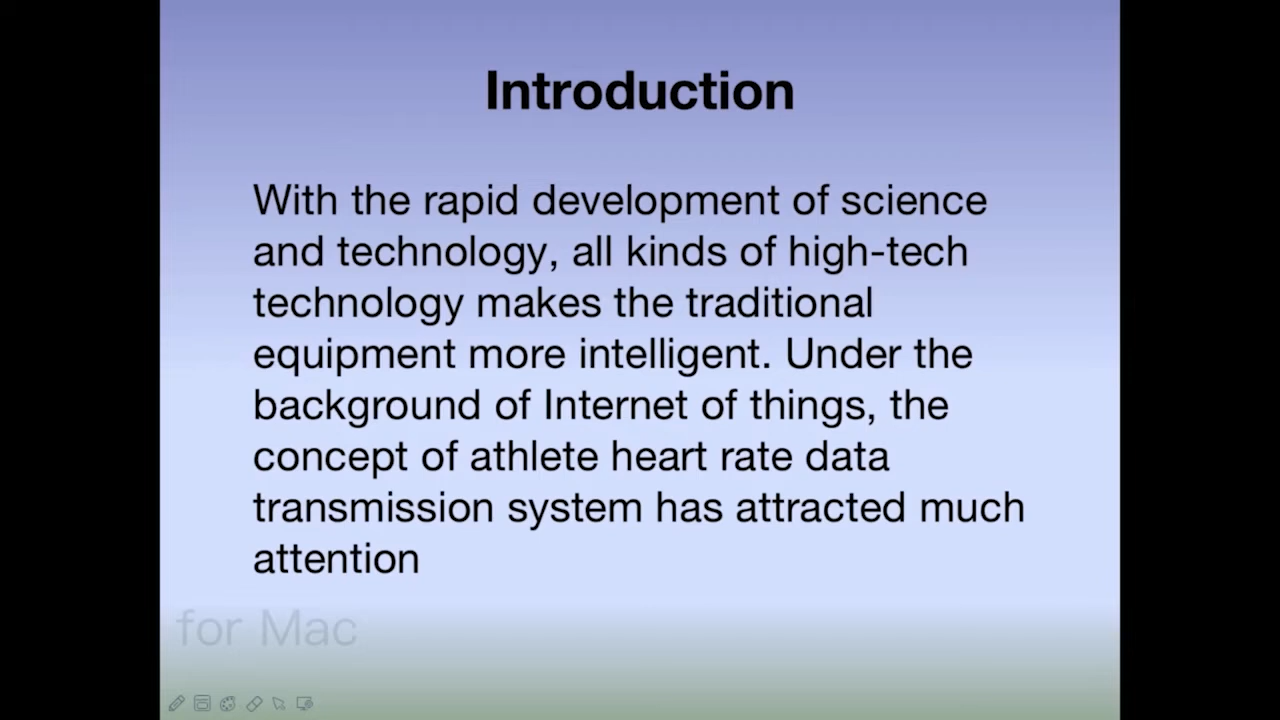 Introduction
With the rapid development of science
and technology, all kinds of high-tech
technology makes the traditional
equipment more intelligent. Under the
background of Internet of things, the
concept of athlete heart rate data
transmission system has attracted much
attention
for Mac